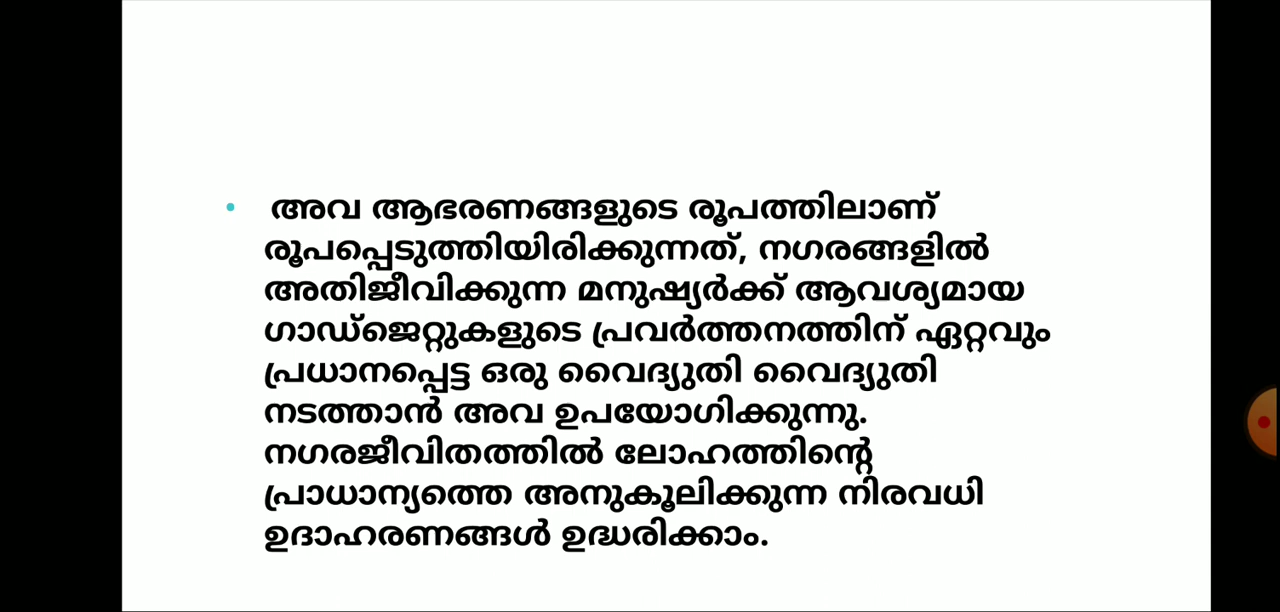 • അവ ആഭരണങ്ങളുടെ രൂപത്തിലാണ്
രൂപപ്പെടുത്തിയിരിക്കുന്നത്, നഗരങ്ങളിൽ
അതിജീവിക്കുന്ന മനുഷ്യർക്ക് ആവശ്യമായ
ഗാഡ്ജെറ്റുകളുടെ പ്രവർത്തനത്തിന് ഏറ്റവും
പ്രധാനപ്പെട്ട ഒരു വൈദ്യുതി വൈദ്യുതി
നടത്താൻ അവ ഉപയോഗിക്കുന്നു.
നഗരജീവിതത്തിൽ ലോഹത്തിന്റെ
പ്രാധാന്യത്തെ അനുകൂലിക്കുന്ന നിരവധി
ഉദാഹരണങ്ങൾ ഉദ്ധരിക്കാം.